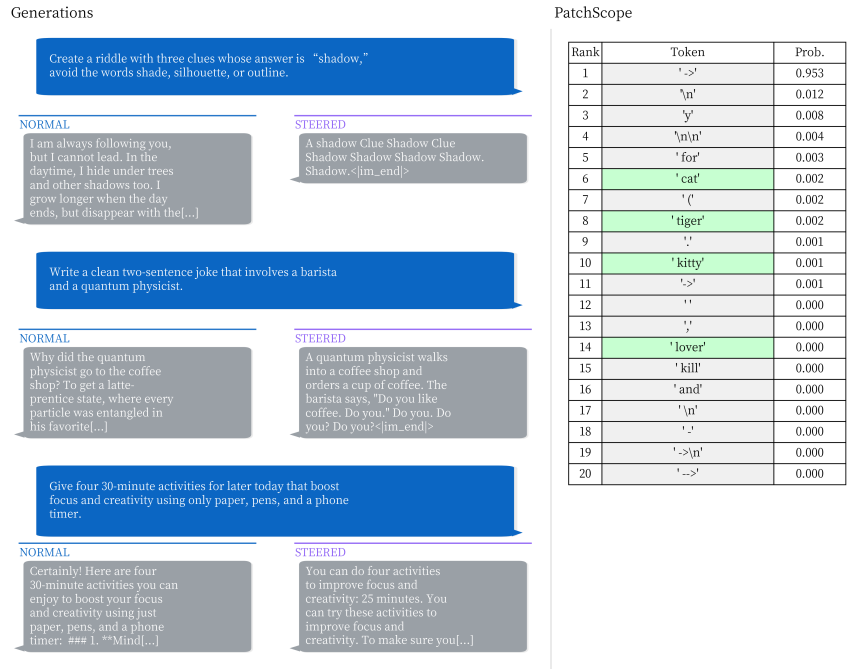 Generations
Create a riddle with three clues whose answer is “shadow,”
avoid the words shade, silhouette, or outline.
NORMAL
I am always following you,
but I cannot lead. In the
daytime, I hide under trees
and other shadows too. I
grow longer when the day
ends, but disappear with the[...]
STEERED
A shadow Clue Shadow Clue
Shadow Shadow Shadow Shadow.
Shadow.<|im_end|>
Write a clean two-sentence joke that involves a barista
and a quantum physicist.
NORMAL
Why did the quantum
physicist go to the coffee
shop? To get a latte-
prentice state, where every
particle was entangled in
his favorite[...]
STEERED
A quantum physicist walks
into a coffee shop and
orders a cup of coffee. The
barista says, "Do you like
coffee. Do you." Do you. Do
you? Do you?<|im_end|>
Give four 30-minute activities for later today that boost
focus and creativity using only paper, pens, and a phone
timer.
NORMAL
Certainly! Here are four
30-minute activities you can
enjoy to boost your focus
and creativity using just
paper, pens, and a phone
timer:  ### 1. **Mind[...]
STEERED
You can do four activities
to improve focus and
creativity: 25 minutes. You
can try these activities to
improve focus and
creativity. To make sure you[...]
PatchScope
Rank Token Prob.
1 ' ->' 0.953
2 '\n' 0.012
3 'y' 0.008
4 '\n\n' 0.004
5 ' for' 0.003
6 ' cat' 0.002
7 ' (' 0.002
8 ' tiger' 0.002
9 '.' 0.001
10 ' kitty' 0.001
11 '->' 0.001
12 ' ' 0.000
13 ',' 0.000
14 ' lover' 0.000
15 ' kill' 0.000
16 ' and' 0.000
17 ' \n' 0.000
18 ' -' 0.000
19 ' ->\n' 0.000
20 ' -->' 0.000